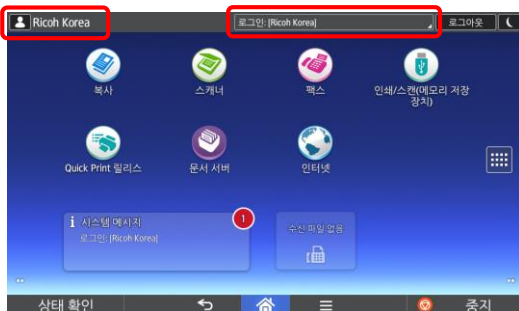 Ricoh Korea
로그인: [Ricoh Korea]
로그아웃
복사
스캐너
팩스
인쇄/스캔(메모리 저장
장치)
Quick Print 릴리스
문서 서버
인터넷
시스템 메시지
1
로그인: [Ricoh Korea]
수신 파일 없음
상태 확인
중지